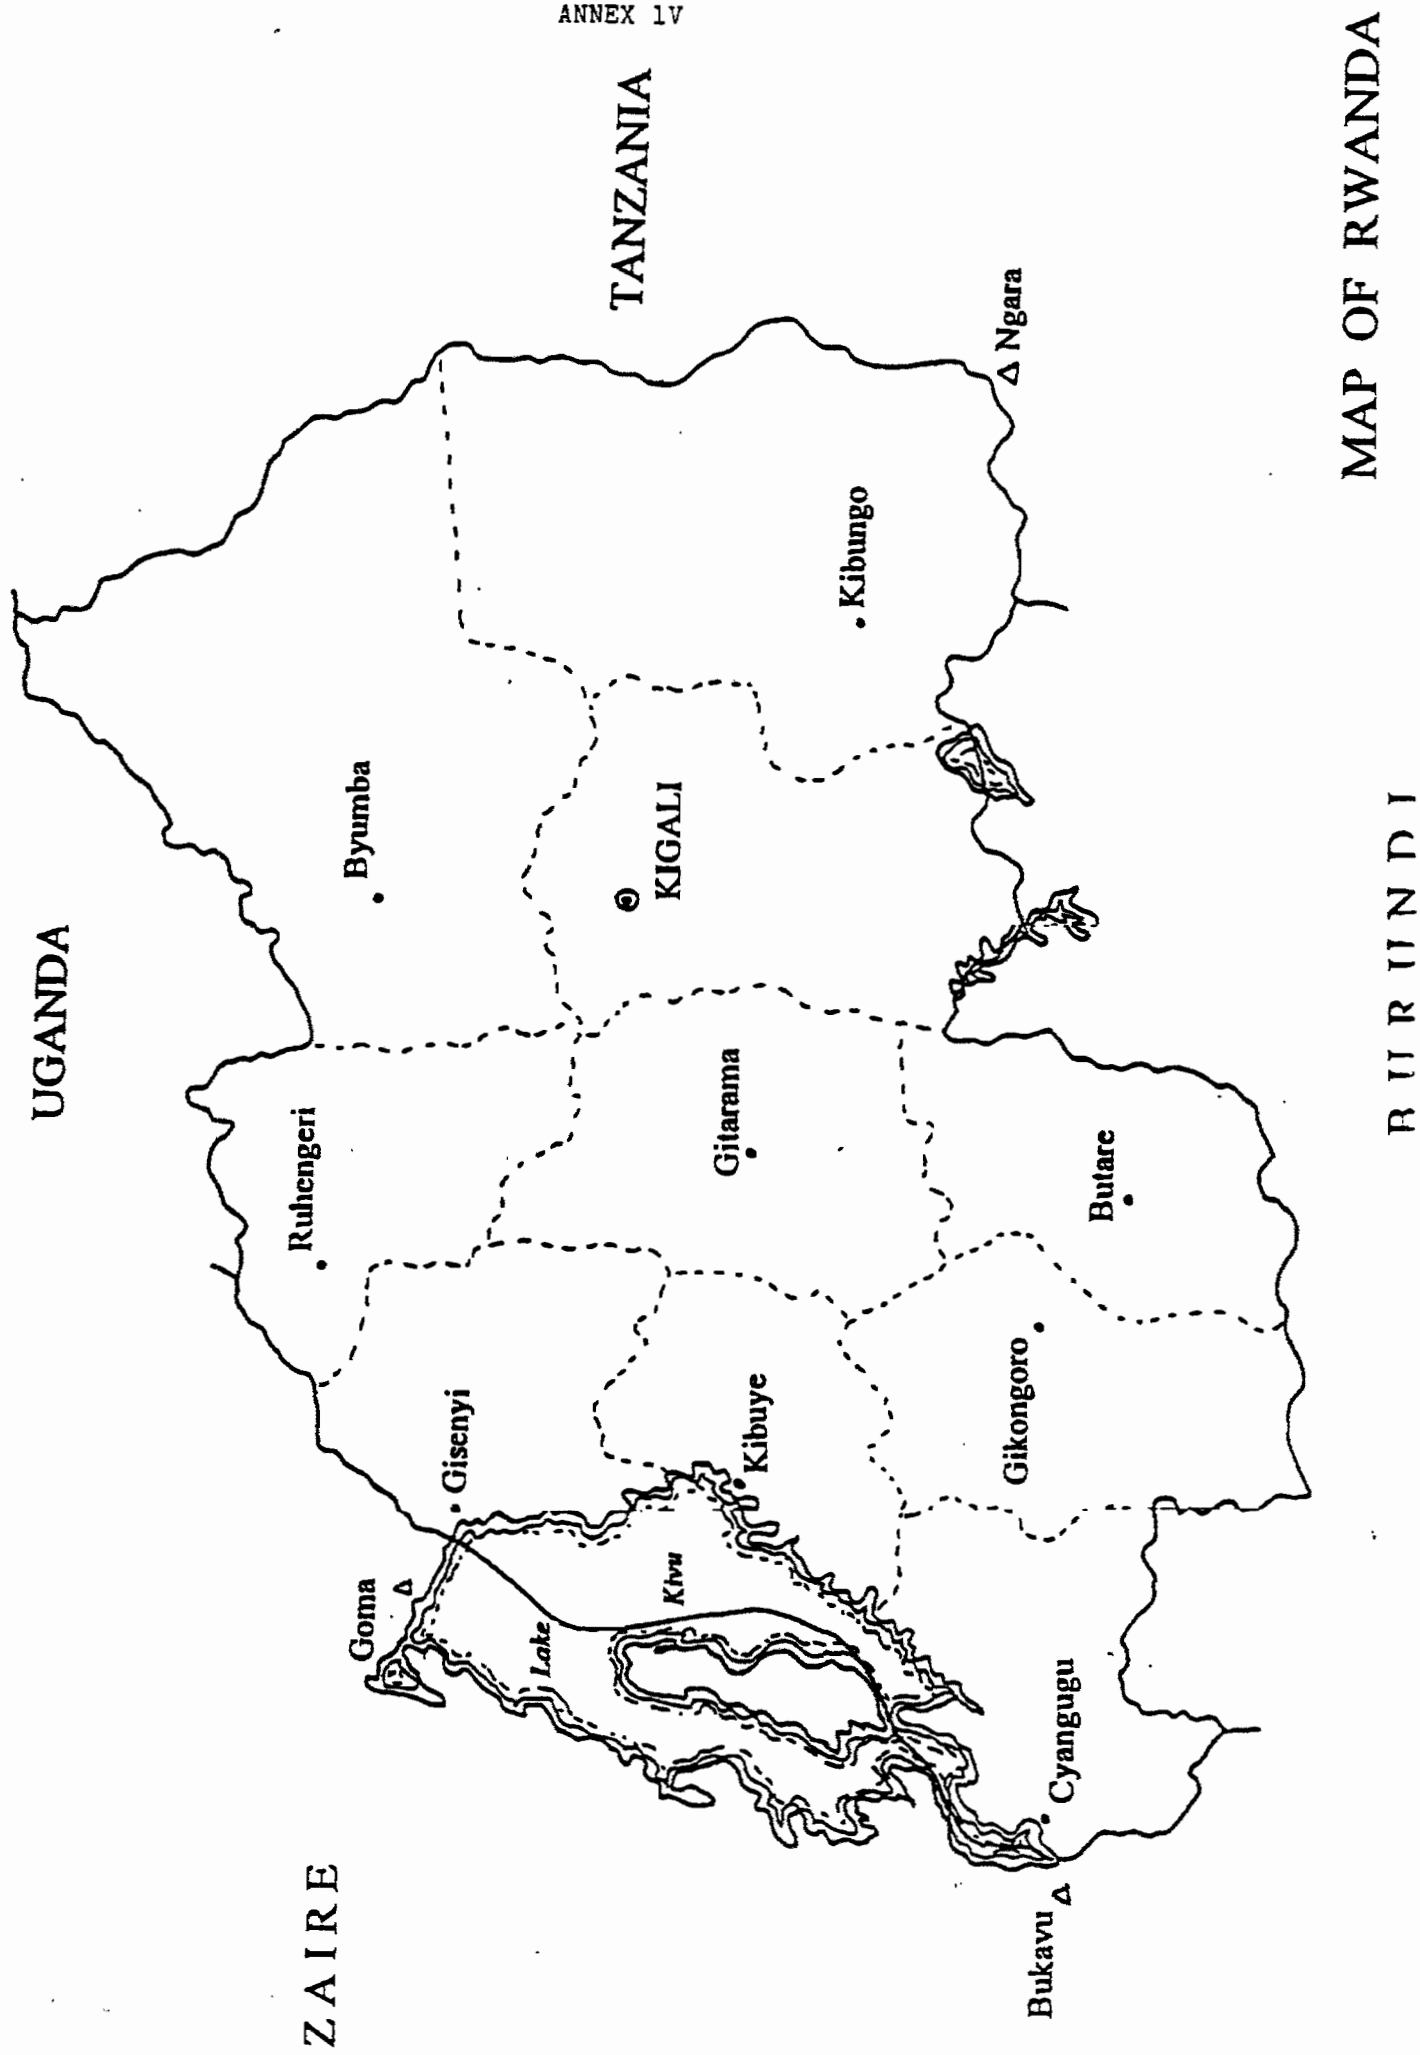 ANNEX 1V
UGANDA
TANZANIA
ZAIRE
Byumba
Ruhengeri
Goma
Gisenyi
KIGALI
Lake
Kivu
Gitarama
Kibuye
Kibungo
Ngara
Gikongoro
Butare
Cyangugu
Bukavu
BURUNDI
MAP OF RWANDA